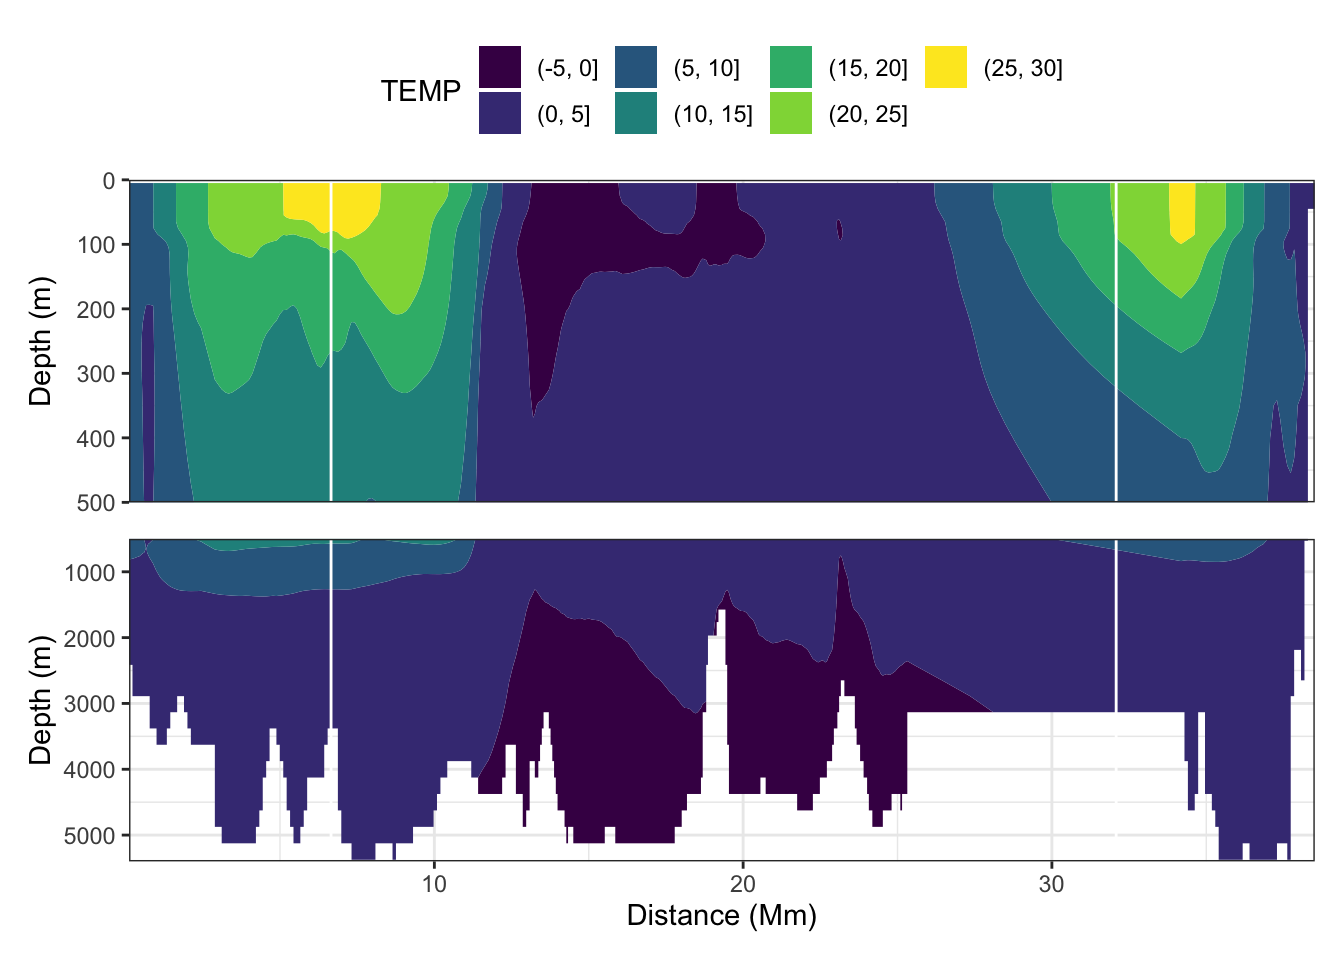 TEMP
(-5, 0] (5, 10] (15, 20] (25, 30]
(0, 5] (10, 15] (20, 25]
Depth (m)
0
100
200
300
400
500
Depth (m)
1000
2000
3000
4000
5000
10 20 30
Distance (Mm)